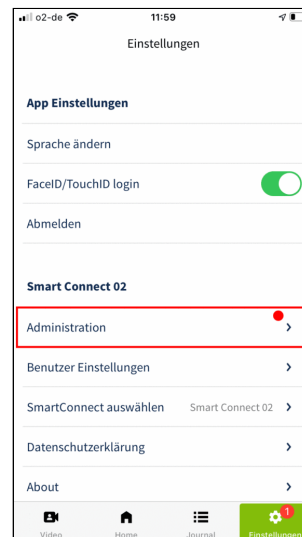 o2-de 11:59
Einstellungen
App Einstellungen
Sprache ändern
FaceID/TouchID login
Abmelden
Smart Connect 02
Administration
Benutzer Einstellungen
SmartConnect auswählen Smart Connect 02
Datenschutzerklärung
About
1
Video Home Journal Einstellungen